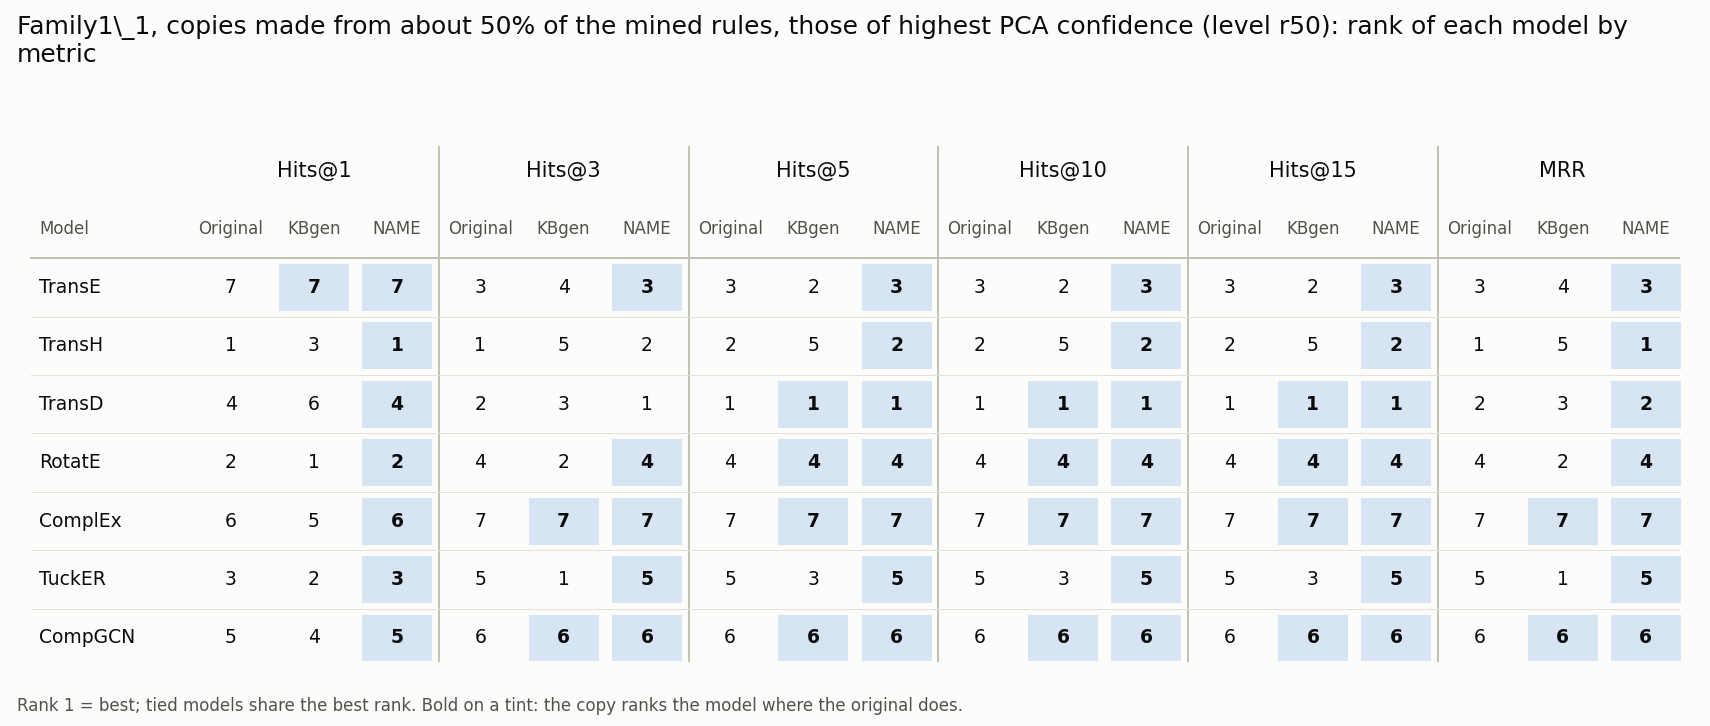 Family1\_1, copies made from about 50% of the mined rules, those of highest PCA confidence (level r50): rank of each model by
metric
Hits@1 Hits@3 Hits@5 Hits@10 Hits@15 MRR
Model Original KBgen NAME Original KBgen NAME Original KBgen NAME Original KBgen NAME Original KBgen NAME Original KBgen NAME
TransE 7 7 7 3 4 3 3 2 3 3 2 3 3 2 3 3 4 3
TransH 1 3 1 1 5 2 2 5 2 2 5 2 2 5 2 1 5 1
TransD 4 6 4 2 3 1 1 1 1 1 1 1 1 1 1 2 3 2
RotatE 2 1 2 4 2 4 4 4 4 4 4 4 4 4 4 4 2 4
ComplEx 6 5 6 7 7 7 7 7 7 7 7 7 7 7 7 7 7 7
TuckER 3 2 3 5 1 5 5 3 5 5 3 5 5 3 5 5 1 5
CompGCN 5 4 5 6 6 6 6 6 6 6 6 6 6 6 6 6 6 6
Rank 1 = best; tied models share the best rank. Bold on a tint: the copy ranks the model where the original does.